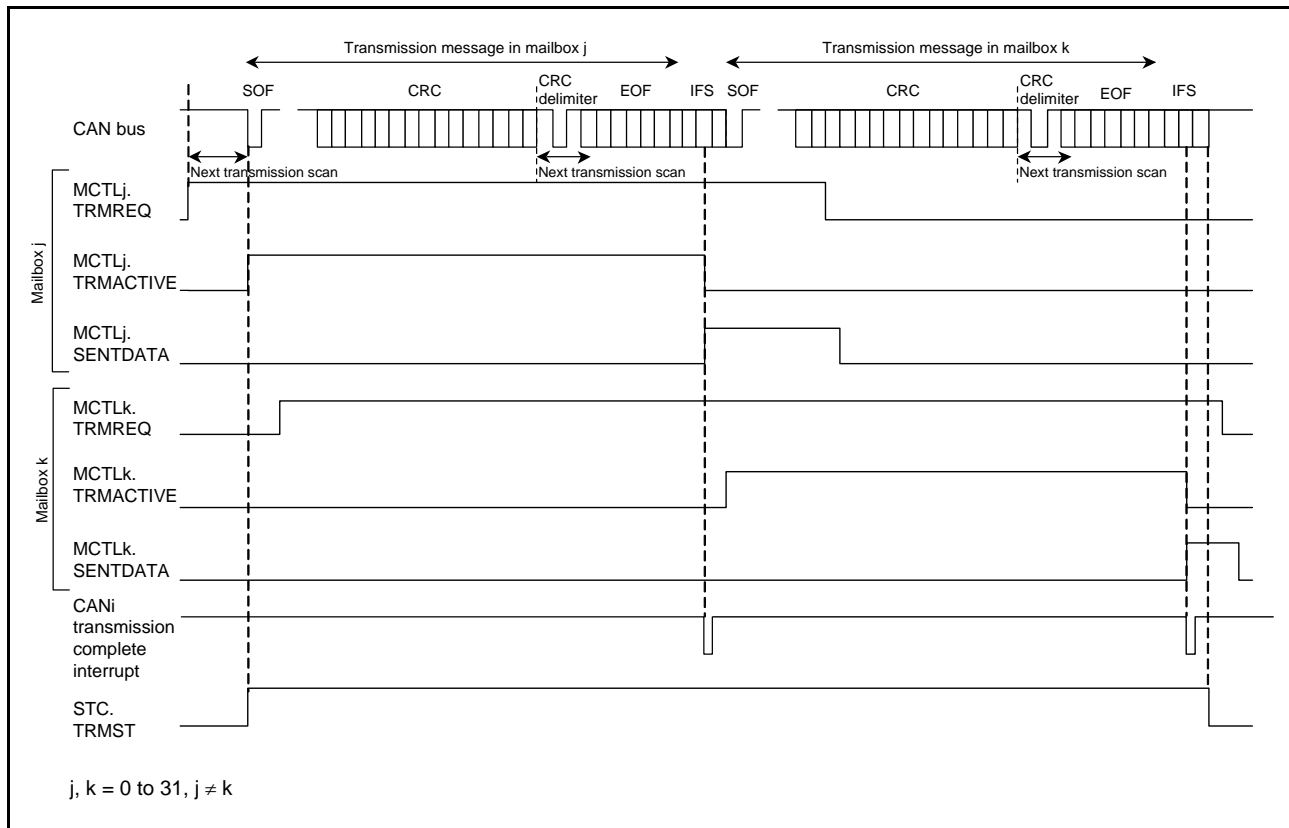 Transmission message in mailbox j
Transmission message in mailbox k
SOF
CRC
CRC
delimiter
EOF
IFS
SOF
CRC
CRC
delimiter
EOF
IFS
CAN bus
Next transmission scan
Next transmission scan
Next transmission scan
Mailbox j
MCTLj.
TRMREQ
MCTLj.
TRMACTIVE
MCTLj.
SENTDATA
Mailbox k
MCTLk.
TRMREQ
MCTLk.
TRMACTIVE
MCTLk.
SENTDATA
CANi
transmission
complete
interrupt
STC.
TRMST
j, k = 0 to 31, j ≠ k